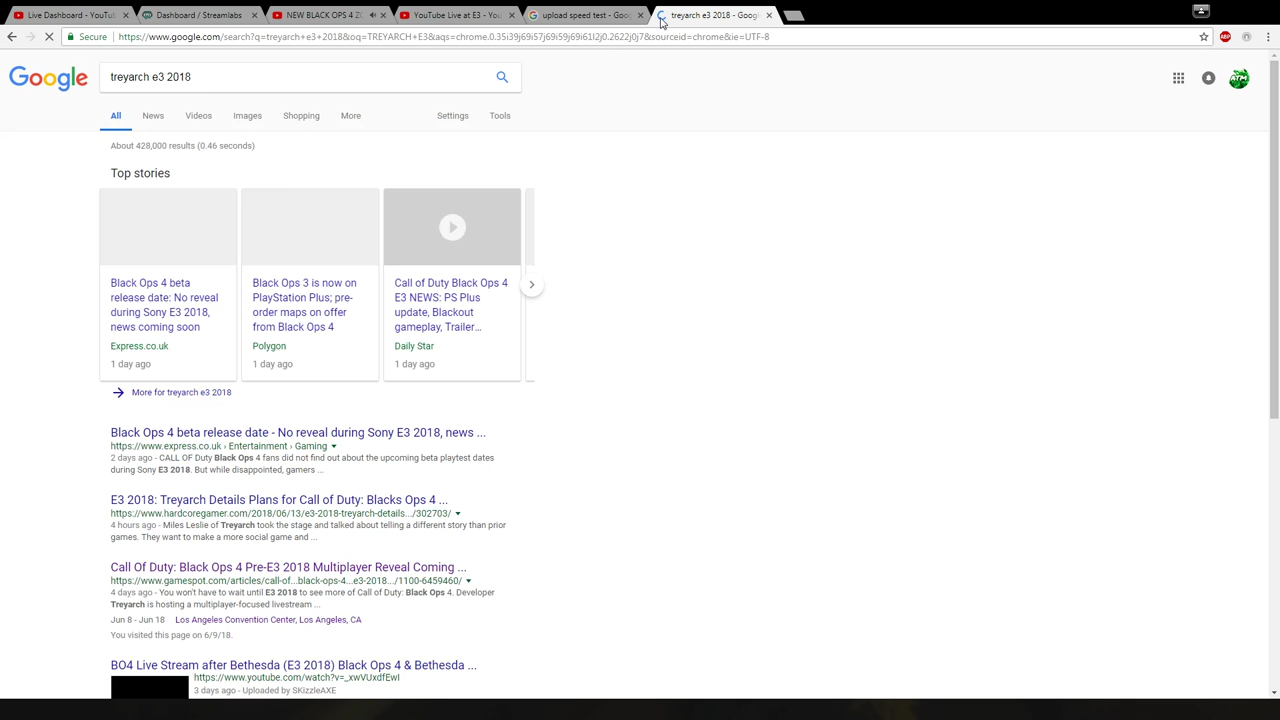 Live Dashboard - YouTu
Dashboard / Streamlabs
NEW BLACK OPS 4 Z
YouTube Live at E3 - You
upload speed test - Goog
treyarch e3 2018 - Googl
Secure
https://www.google.com/search?q=treyarch+e3+2018&oq=TREYARCH+E3&aqs=chrome.0.35i39j69i57j69i59j69i61l2j0.2622j0j7&sourceid=chrome&ie=UTF-8
ABP
Google
treyarch e3 2018
ATM
All
News
Videos
Images
Shopping
More
Settings
Tools
About 428,000 results (0.46 seconds)
Top stories
Black Ops 4 beta
release date: No reveal
during Sony E3 2018,
news coming soon
Express.co.uk
1 day ago
Black Ops 3 is now on
PlayStation Plus; pre-
order maps on offer
from Black Ops 4
Polygon
1 day ago
Call of Duty Black Ops 4
E3 NEWS: PS Plus
update, Blackout
gameplay, Trailer...
Daily Star
1 day ago
More for treyarch e3 2018
Black Ops 4 beta release date - No reveal during Sony E3 2018, news ...
https://www.express.co.uk › Entertainment › Gaming
2 days ago - CALL OF Duty Black Ops 4 fans did not find out about the upcoming beta playtest dates
during Sony E3 2018. But while disappointed, gamers ...
E3 2018: Treyarch Details Plans for Call of Duty: Blacks Ops 4 ...
https://www.hardcoregamer.com/2018/06/13/e3-2018-treyarch-details.../302703/
4 hours ago - Miles Leslie of Treyarch took the stage and talked about telling a different story than prior
games. They want to make a more social game and ...
Call Of Duty: Black Ops 4 Pre-E3 2018 Multiplayer Reveal Coming ...
https://www.gamespot.com/articles/call-of...black-ops-4...e3-2018.../1100-6459460/
4 days ago - You won't have to wait until E3 2018 to see more of Call of Duty: Black Ops 4. Developer
Treyarch is hosting a multiplayer-focused livestream ...
Jun 8 - Jun 18 Los Angeles Convention Center, Los Angeles, CA
You visited this page on 6/9/18.
BO4 Live Stream after Bethesda (E3 2018) Black Ops 4 & Bethesda ...
https://www.youtube.com/watch?v=_xwVUxdfEwI
3 days ago - Uploaded by SKizzleAXE